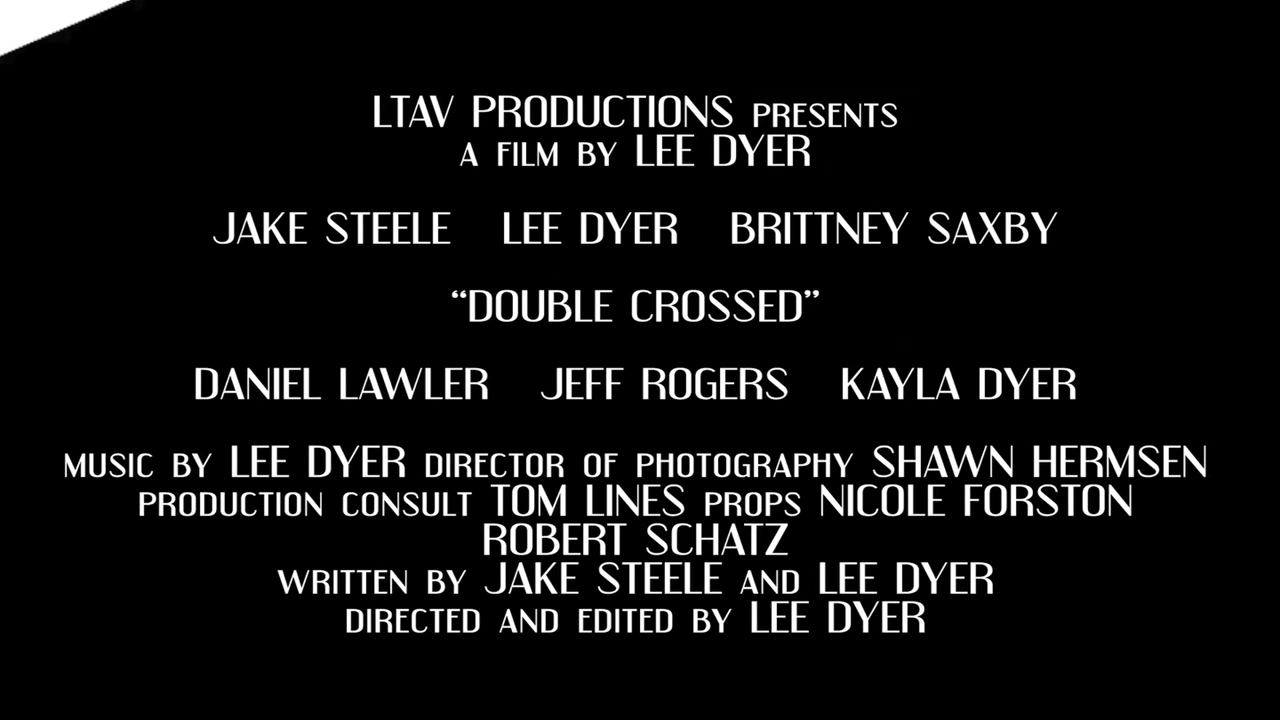 LTAV PRODUCTIONS PRESENTS
A FILM BY LEE DYER
JAKE STEELE LEE DYER BRITTNEY SAXBY
“DOUBLE CROSSED”
DANIEL LAWLER JEFF ROGERS KAYLA DYER
MUSIC BY LEE DYER DIRECTOR OF PHOTOGRAPHY SHAWN HERMSEN
PRODUCTION CONSULT TOM LINES PROPS NICOLE FORSTON
ROBERT SCHATZ
WRITTEN BY JAKE STEELE AND LEE DYER
DIRECTED AND EDITED BY LEE DYER